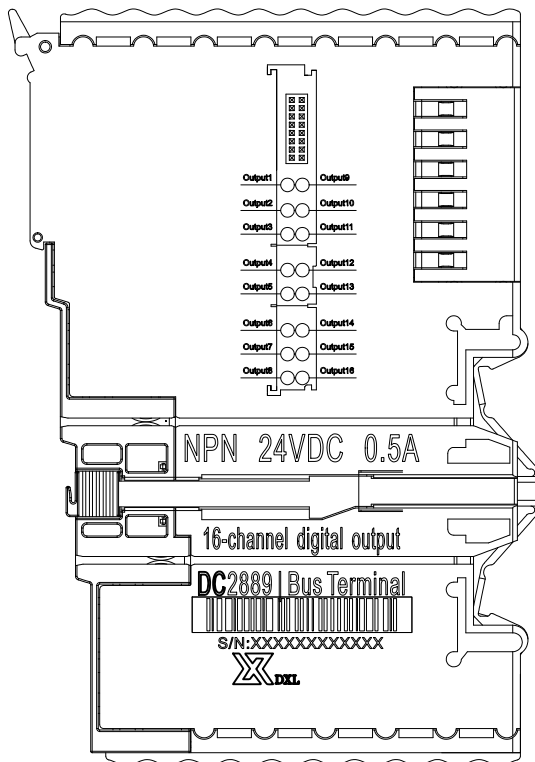 Output1 Output9
Output2 Output10
Output3 Output11
Output4 Output12
Output5 Output13
Output6 Output14
Output7 Output15
Output8 Output16
NPN 24VDC 0.5A
16-channel digital output
DC2889 | Bus Terminal
S/N:XXXXXXXXXXXXX
DXL